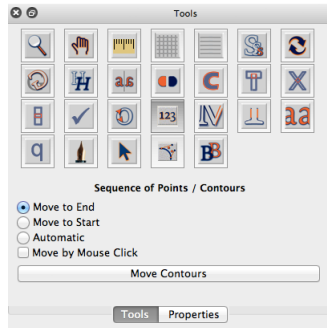 Tools
123
Sequence of Points / Contours
Move to End
Move to Start
Automatic
Move by Mouse Click
Move Contours
Tools Properties